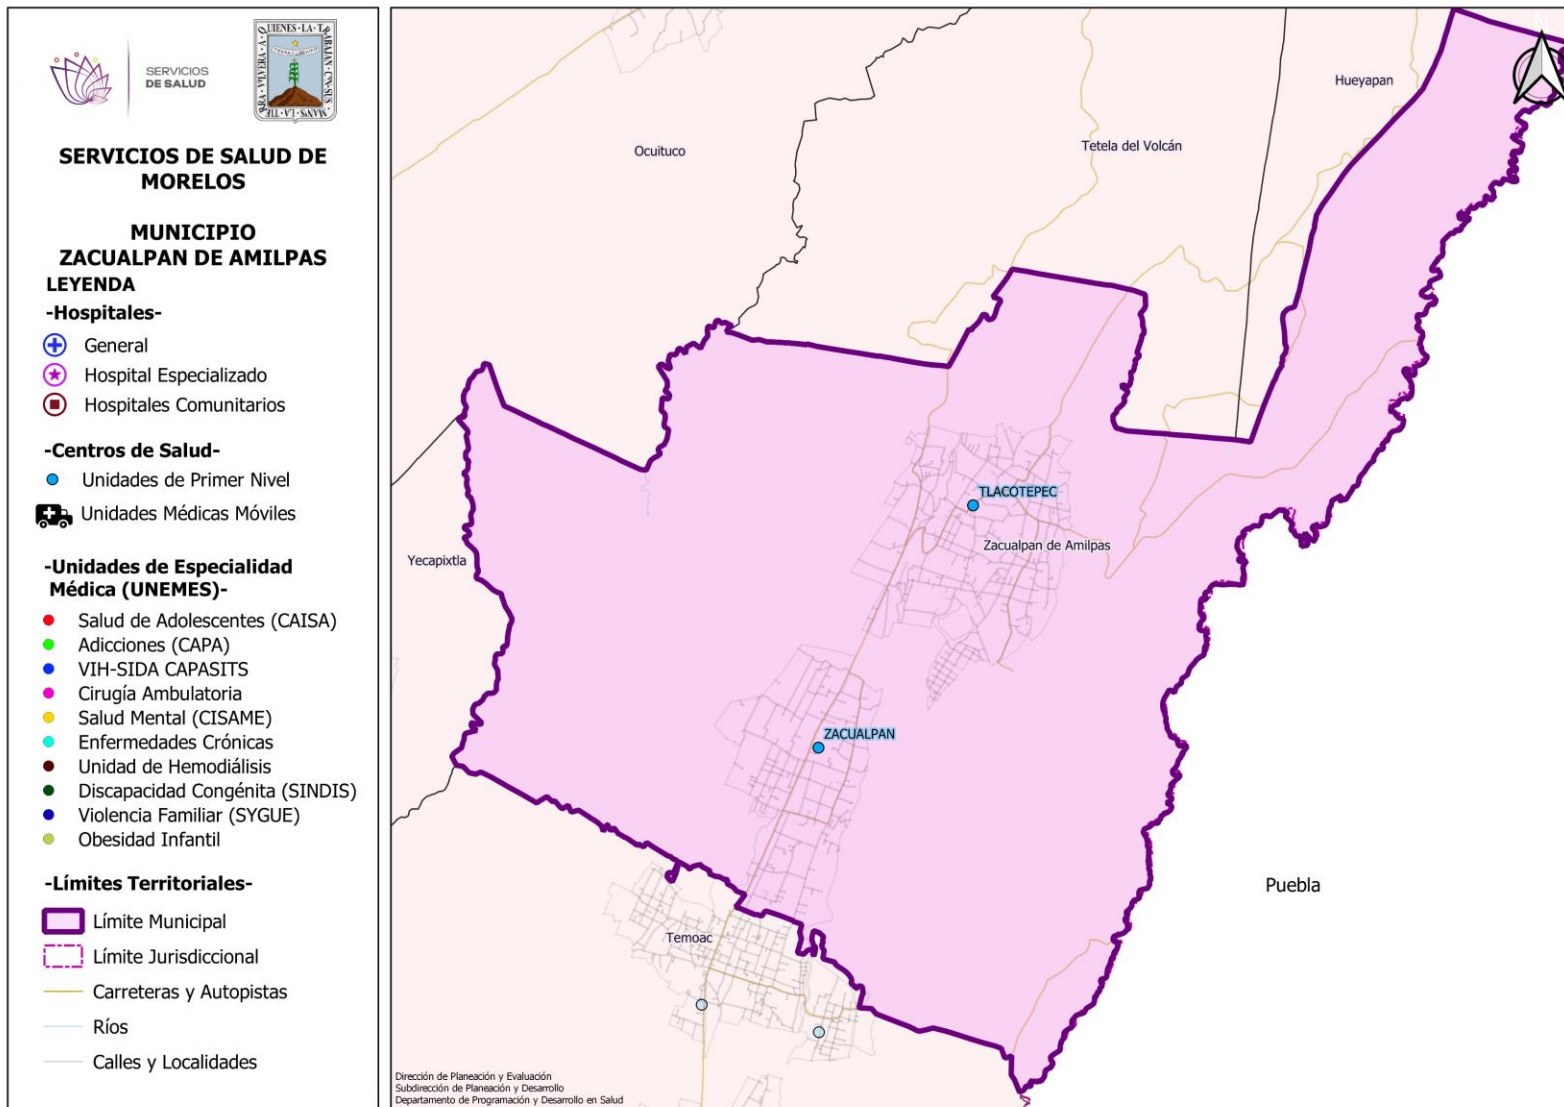 SERVICIOS
DE SALUD
SERVICIOS DE SALUD DE
MORELOS
MUNICIPIO
ZACUALPAN DE AMILPAS
LEYENDA
-Hospitales-
General
Hospital Especializado
Hospitales Comunitarios
-Centros de Salud-
Unidades de Primer Nivel
Unidades Médicas Móviles
-Unidades de Especialidad
Médica (UNEMES)-
Salud de Adolescentes (CAISA)
Adicciones (CAPA)
VIH-SIDA CAPASITS
Cirugía Ambulatoria
Salud Mental (CISAME)
Enfermedades Crónicas
Unidad de Hemodiálisis
Discapacidad Congénita (SINDIS)
Violencia Familiar (SYGUE)
Obesidad Infantil
-Límites Territoriales-
Límite Municipal
Límite Jurisdiccional
Carreteras y Autopistas
Ríos
Calles y Localidades
N
Hueyapan
Tetela del Volcán
Ocuituco
TLACOTEPEC
Zacualpan de Amilpas
Yecapixtla
ZACUALPAN
Puebla
Temoac
Dirección de Planeación y Evaluación
Subdirección de Planeación y Desarrollo
Departamento de Programación y Desarrollo en Salud